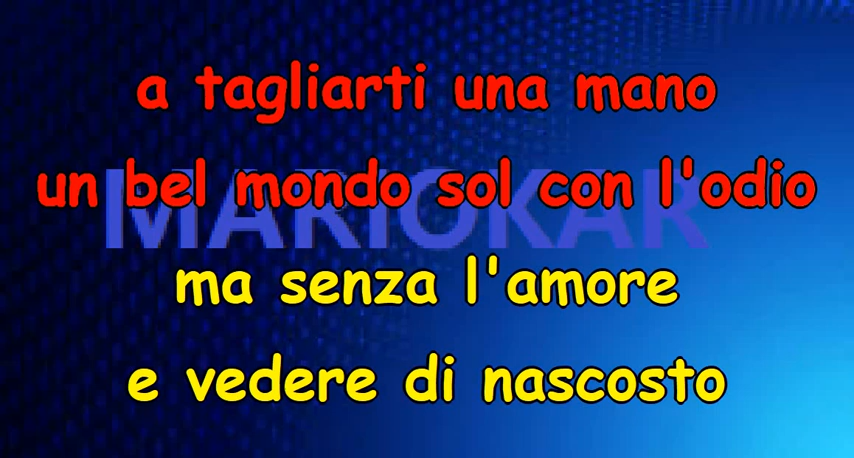 a tagliarti una mano
un bel mondo sol con l'odio
MARIOKAR
ma senza l'amore
e vedere di nascosto